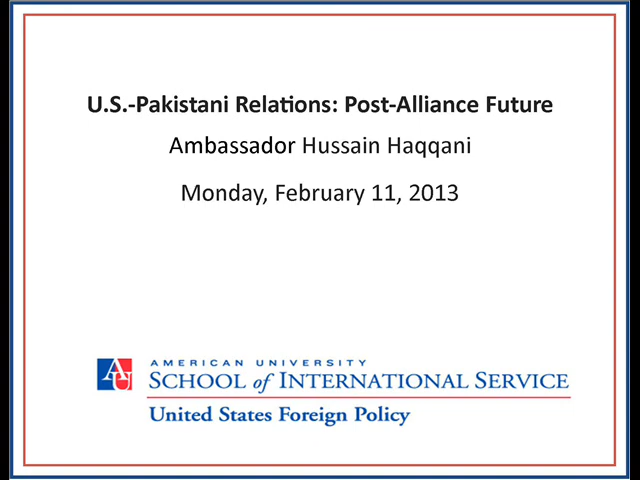 U.S.-Pakistani Relations: Post-Alliance Future
Ambassador Hussain Haqqani
Monday, February 11, 2013
AU
AMERICAN UNIVERSITY
SCHOOL of INTERNATIONAL SERVICE
United States Foreign Policy